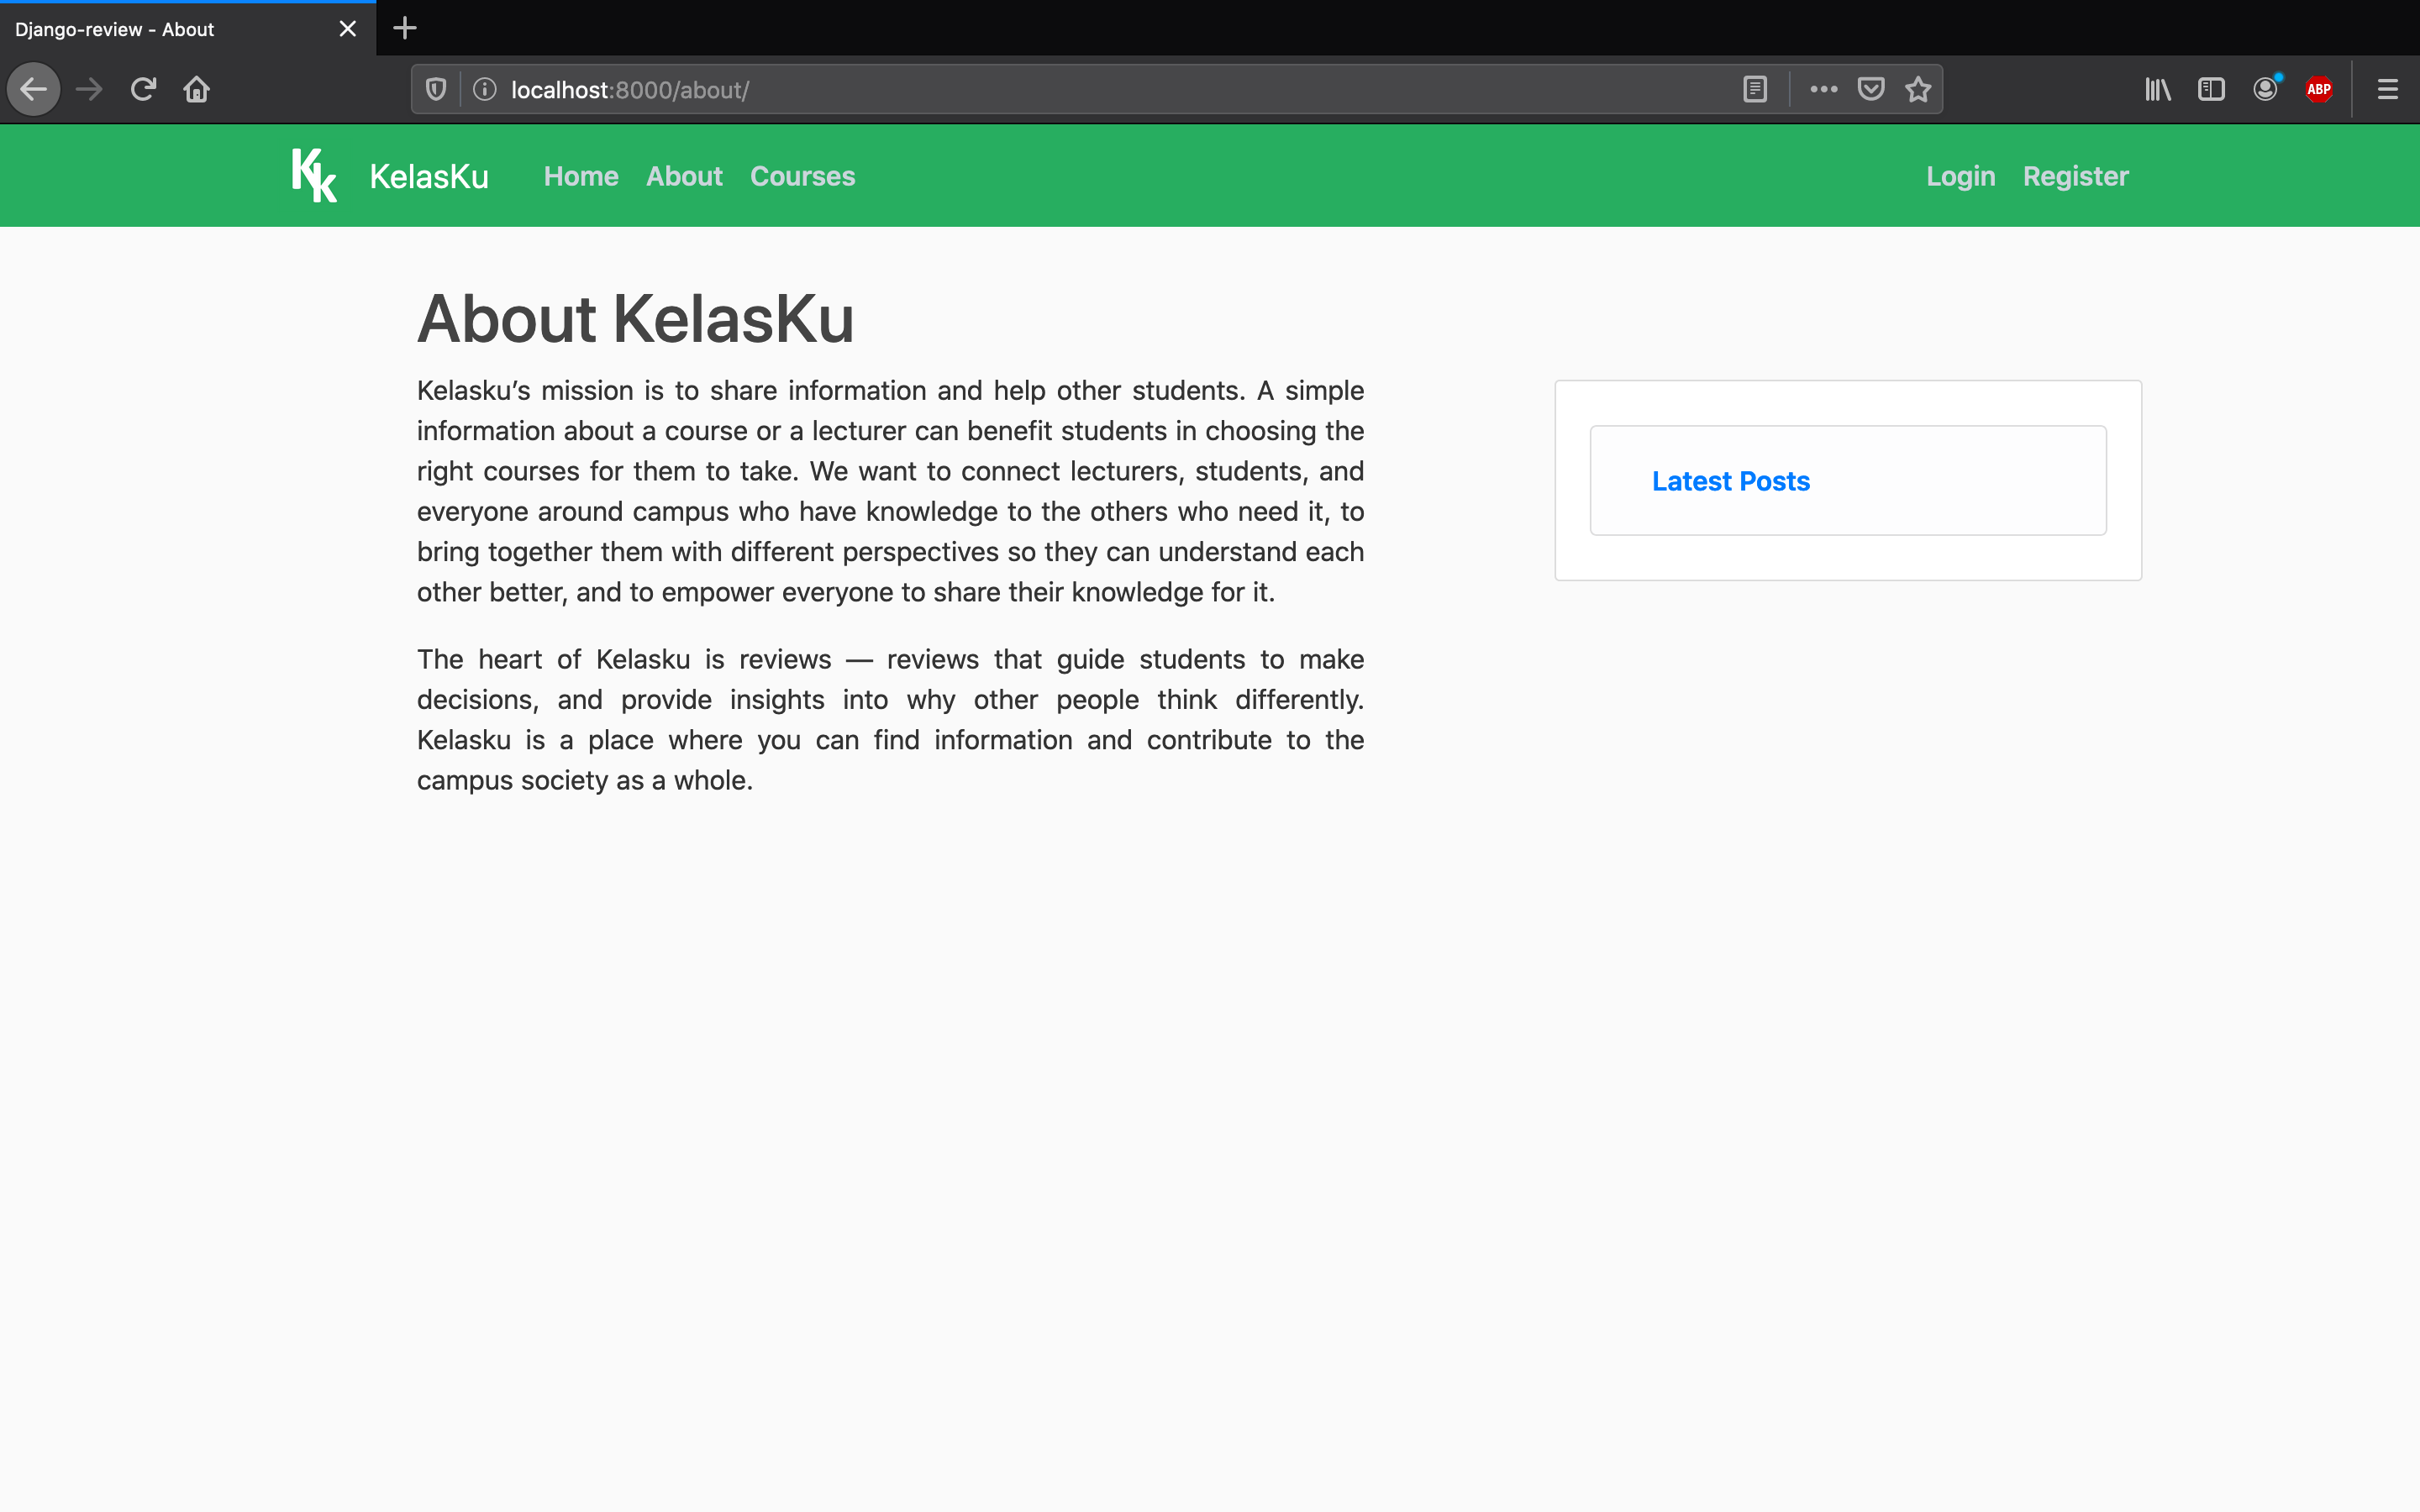 Django-review - About
localhost:8000/about/
ABP
Kk KelasKu Home About Courses Login Register
About KelasKu
Kelasku’s mission is to share information and help other students. A simple
information about a course or a lecturer can benefit students in choosing the
right courses for them to take. We want to connect lecturers, students, and
everyone around campus who have knowledge to the others who need it, to
bring together them with different perspectives so they can understand each
other better, and to empower everyone to share their knowledge for it.
The heart of Kelasku is reviews — reviews that guide students to make
decisions, and provide insights into why other people think differently.
Kelasku is a place where you can find information and contribute to the
campus society as a whole.
Latest Posts